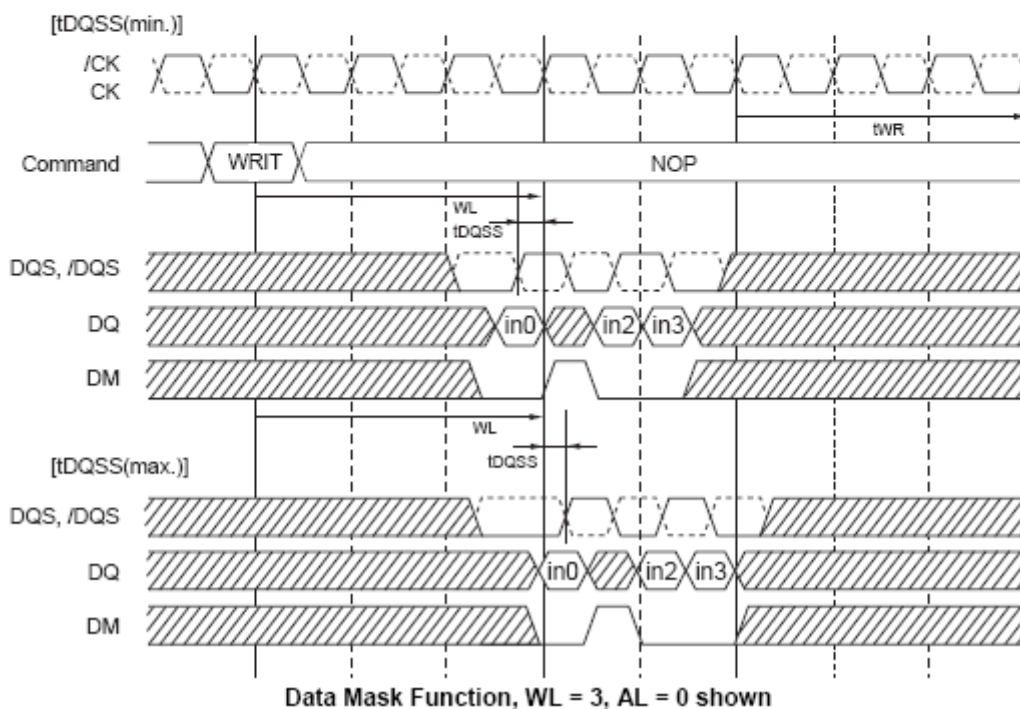 [tDQSS(min.)]
/CK
CK
tWR
Command WRIT NOP
WL
tDQSS
DQS, /DQS
DQ in0 in2 in3
DM
WL
tDQSS
[tDQSS(max.)]
DQS, /DQS
DQ in0 in2 in3
DM
Data Mask Function, WL = 3, AL = 0 shown